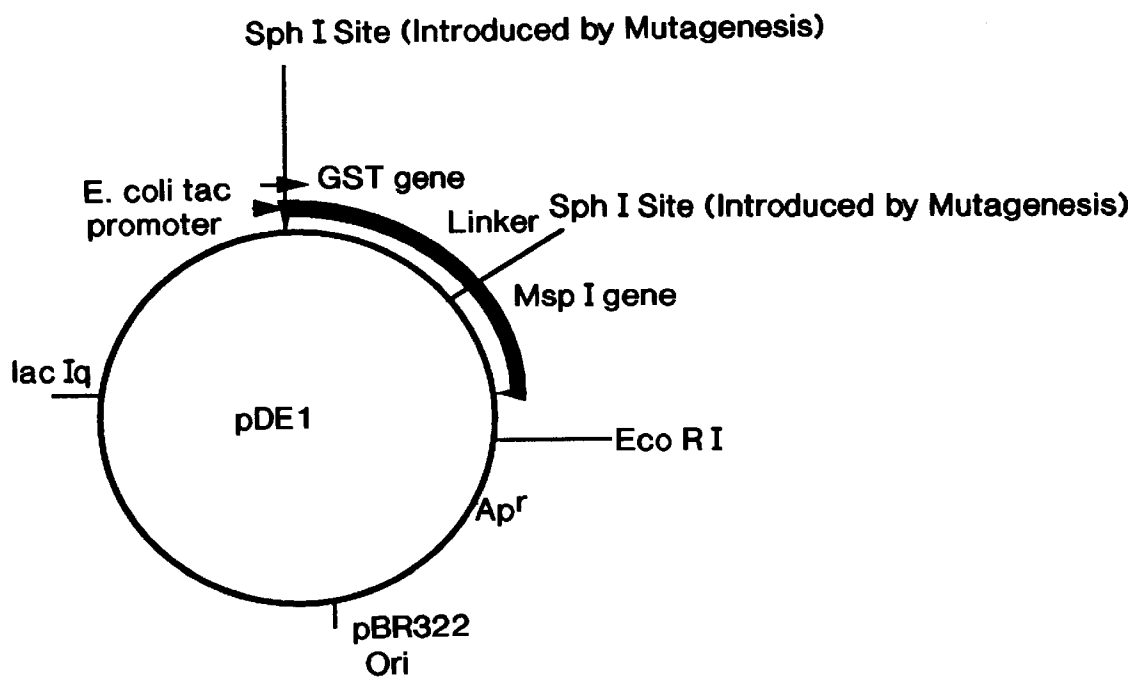 Sph I Site (Introduced by Mutagenesis)
E. coli tac
promoter
GST gene
Linker
Sph I Site (Introduced by Mutagenesis)
Msp I gene
lac Iq
pDE1
Eco R I
Apr
pBR322
Ori